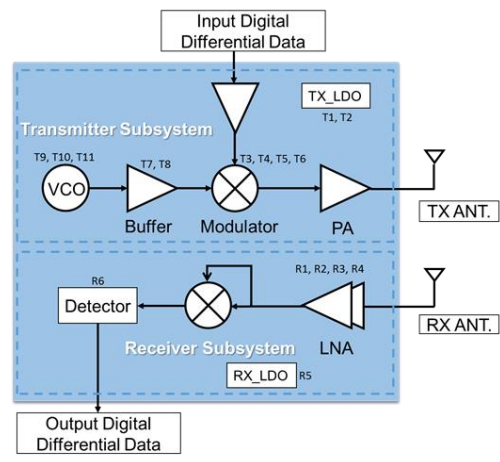 Input Digital
Differential Data
TX_LDO
T1, T2
Transmitter Subsystem
T9, T10, T11
T7, T8
T3, T4, T5, T6
VCO
Buffer
Modulator
PA
TX ANT.
R1, R2, R3, R4
R6
Detector
RX ANT.
Receiver Subsystem
LNA
RX_LDO
R5
Output Digital
Differential Data